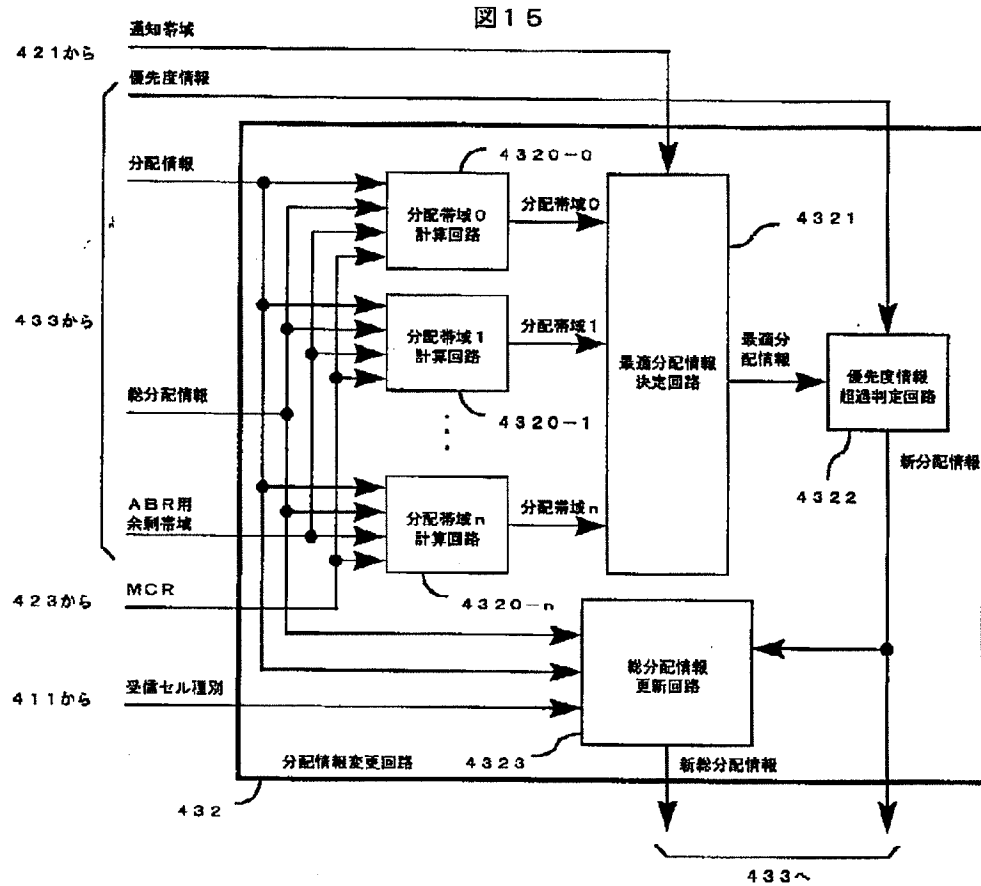 図15
通知帯域
421から
優先度情報
分配情報
4320-0
分配帯域0
計算回路
分配帯域0
4321
433から
分配帯域1
計算回路
分配帯域1
最適分配情報
決定回路
最適分
配情報
優先度情報
超過判定回路
総分配情報
4320-1
新分配情報
4322
ABR用
余剰帯域
分配帯域n
計算回路
分配帯域n
MCR
423から
4320-n
総分配情報
更新回路
受信セル種別
411から
4323
分配情報変更回路
新総分配情報
432
433へ